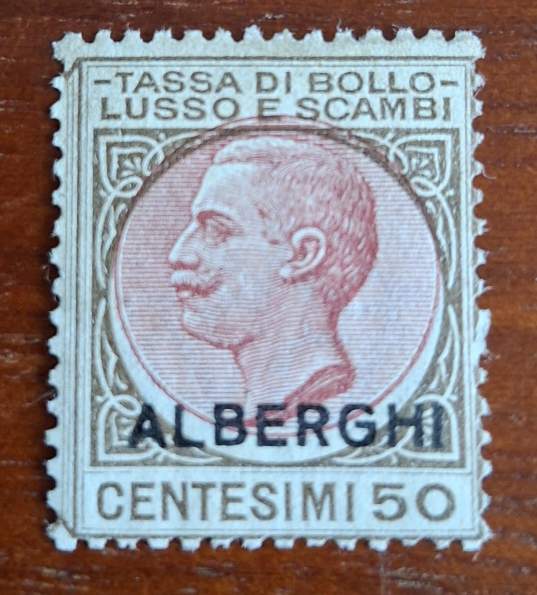 -TASSA DI BOLLO-
LUSSO E SCAMBI
ALBERGHI
CENTESIMI 50